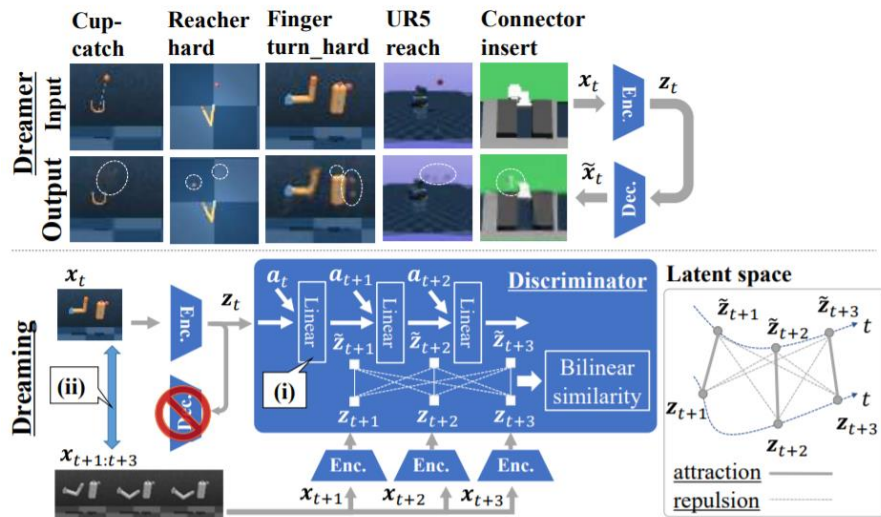 Cup-
catch
Reacher
hard
Finger
turn_hard
UR5
reach
Connector
insert
Dreamer
Input
Output
x_t
Enc.
z_t
x̃_t
Dec.
Dreaming
x_t
Enc.
z_t
Dec.
(ii)
x_{t+1:t+3}
a_t
a_{t+1}
a_{t+2}
Discriminator
Linear
Linear
Linear
z̃_{t+1}
z̃_{t+2}
z̃_{t+3}
(i)
Bilinear
similarity
z_{t+1}
z_{t+2}
z_{t+3}
Enc.
Enc.
Enc.
x_{t+1}
x_{t+2}
x_{t+3}
Latent space
z̃_{t+1}
z̃_{t+2}
z̃_{t+3}
t
t
z_{t+1}
z_{t+2}
z_{t+3}
attraction
repulsion